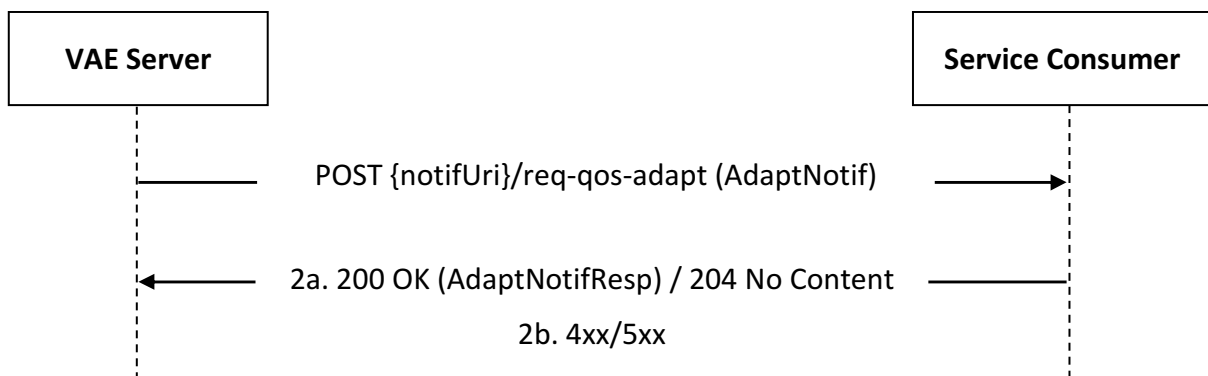 VAE Server
Service Consumer
POST {notifUri}/req-qos-adapt (AdaptNotif)
2a. 200 OK (AdaptNotifResp) / 204 No Content
2b. 4xx/5xx